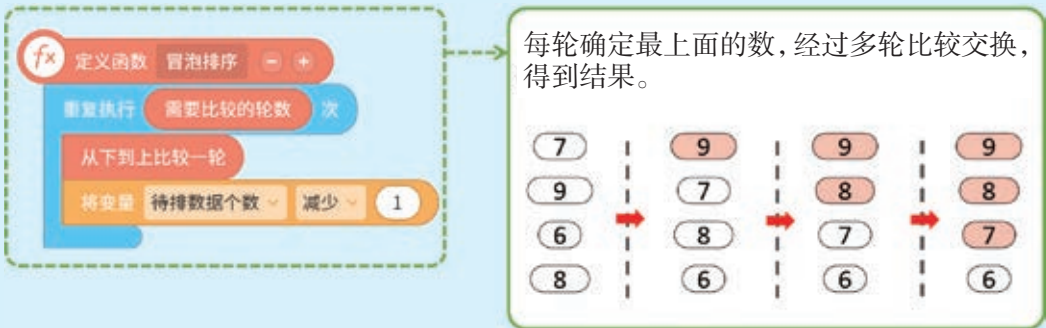 fx 定义函数 冒泡排序 - +
重复执行 需要比较的轮数 次
从下到上比较一轮
将变量 待排数据个数 减少 1
每轮确定最上面的数，经过多轮比较交换，
得到结果。
7 9 9 9
9 7 8 8
6 8 7 7
8 6 6 6